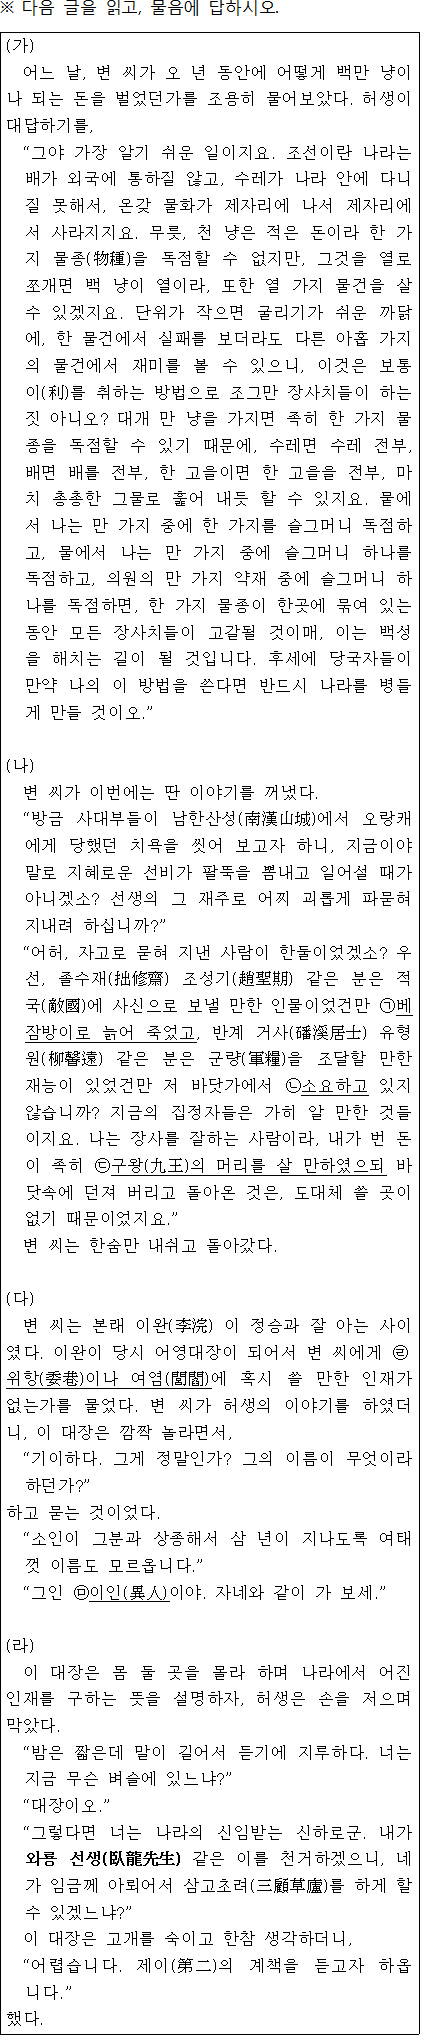 ※ 다음 글을 읽고, 물음에 답하시오.
(가)
어느 날, 변 씨가 오 년 동안에 어떻게 백만 냥이
나 되는 돈을 벌었던가를 조용히 물어보았다. 허생이
대답하기를,
“그야 가장 알기 쉬운 일이지요. 조선이란 나라는
배가 외국에 통하질 않고, 수레가 나라 안에 다니
질 못해서, 온갖 물화가 제자리에 나서 제자리에
서 사라지지요. 무릇, 천 냥은 적은 돈이라 한 가
지 물종(物種)을 독점할 수 없지만, 그것을 열로
쪼개면 백 냥이 열이라, 또한 열 가지 물건을 살
수 있겠지요. 단위가 작으면 굴리기가 쉬운 까닭
에, 한 물건에서 실패를 보더라도 다른 아홉 가지
의 물건에서 재미를 볼 수 있으니, 이것은 보통
이(利)를 취하는 방법으로 조그만 장사치들이 하는
짓 아니오? 대개 만 냥을 가지면 족히 한 가지 물
종을 독점할 수 있기 때문에, 수레면 수레 전부,
배면 배를 전부, 한 고을이면 한 고을을 전부, 마
치 총총한 그물로 훑어 내듯 할 수 있지요. 뭍에
서 나는 만 가지 중에 한 가지를 슬그머니 독점하
고, 물에서 나는 만 가지 중에 슬그머니 하나를
독점하고, 의원의 만 가지 약재 중에 슬그머니 하
나를 독점하면, 한 가지 물종이 한곳에 묶여 있는
동안 모든 장사치들이 고갈될 것이매, 이는 백성
을 해치는 길이 될 것입니다. 후세에 당국자들이
만약 나의 이 방법을 쓴다면 반드시 나라를 병들
게 만들 것이오.”
(나)
변 씨가 이번에는 딴 이야기를 꺼냈다.
“방금 사대부들이 남한산성(南漢山城)에서 오랑캐
에게 당했던 치욕을 씻어 보고자 하니, 지금이야
말로 지혜로운 선비가 팔뚝을 뽐내고 일어설 때가
아니겠소? 선생의 그 재주로 어찌 괴롭게 파묻혀
지내려 하십니까?”
“어허, 자고로 묻혀 지낸 사람이 한둘이었겠소? 우
선, 졸수재(拙修齋) 조성기(趙聖期) 같은 분은 적
국(敵國)에 사신으로 보낼 만한 인물이었건만 ㉠베
잠방이로 늙어 죽었고, 반계 거사(磻溪居士) 유형
원(柳馨遠) 같은 분은 군량(軍糧)을 조달할 만한
재능이 있었건만 저 바닷가에서 ㉡소요하고 있지
않습니까? 지금의 집정자들은 가히 알 만한 것들
이지요. 나는 장사를 잘하는 사람이라, 내가 번 돈
이 족히 ㉢구왕(九王)의 머리를 살 만하였으되 바
닷속에 던져 버리고 돌아온 것은, 도대체 쓸 곳이
없기 때문이었지요.”
변 씨는 한숨만 내쉬고 돌아갔다.
(다)
변 씨는 본래 이완(李浣) 이 정승과 잘 아는 사이
였다. 이완이 당시 어영대장이 되어서 변 씨에게 ㉣
위항(委巷)이나 여염(閭閻)에 혹시 쓸 만한 인재가
없는가를 물었다. 변 씨가 허생의 이야기를 하였더
니, 이 대장은 깜짝 놀라면서,
“기이하다. 그게 정말인가? 그의 이름이 무엇이라
하던가?”
하고 묻는 것이었다.
“소인이 그분과 상종해서 삼 년이 지나도록 여태
껏 이름도 모르옵니다.”
“그인 ㉤이인(異人)이야. 자네와 같이 가 보세.”
(라)
이 대장은 몸 둘 곳을 몰라 하며 나라에서 어진
인재를 구하는 뜻을 설명하자, 허생은 손을 저으며
막았다.
“밤은 짧은데 말이 길어서 듣기에 지루하다. 너는
지금 무슨 벼슬에 있느냐?”
“대장이오.”
“그렇다면 너는 나라의 신임받는 신하로군. 내가
와룡 선생(臥龍先生) 같은 이를 천거하겠으니, 네
가 임금께 아뢰어서 삼고초려(三顧草廬)를 하게 할
수 있겠느냐?”
이 대장은 고개를 숙이고 한참 생각하더니,
“어렵습니다. 제이(第二)의 계책을 듣고자 하옵
니다.”
했다.